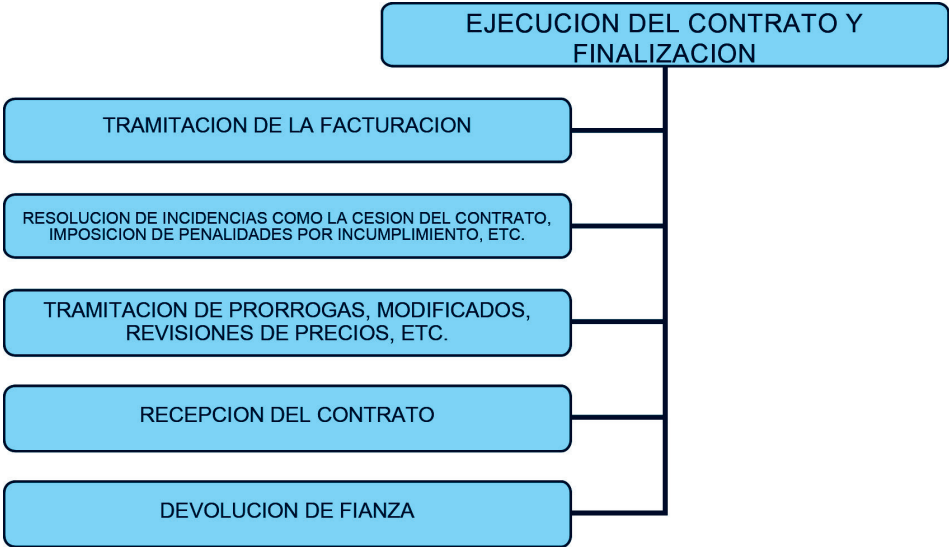 EJECUCION DEL CONTRATO Y
FINALIZACION
TRAMITACION DE LA FACTURACION
RESOLUCION DE INCIDENCIAS COMO LA CESION DEL CONTRATO,
IMPOSICION DE PENALIDADES POR INCUMPLIMIENTO, ETC.
TRAMITACION DE PRORROGAS, MODIFICADOS,
REVISIONES DE PRECIOS, ETC.
RECEPCION DEL CONTRATO
DEVOLUCION DE FIANZA